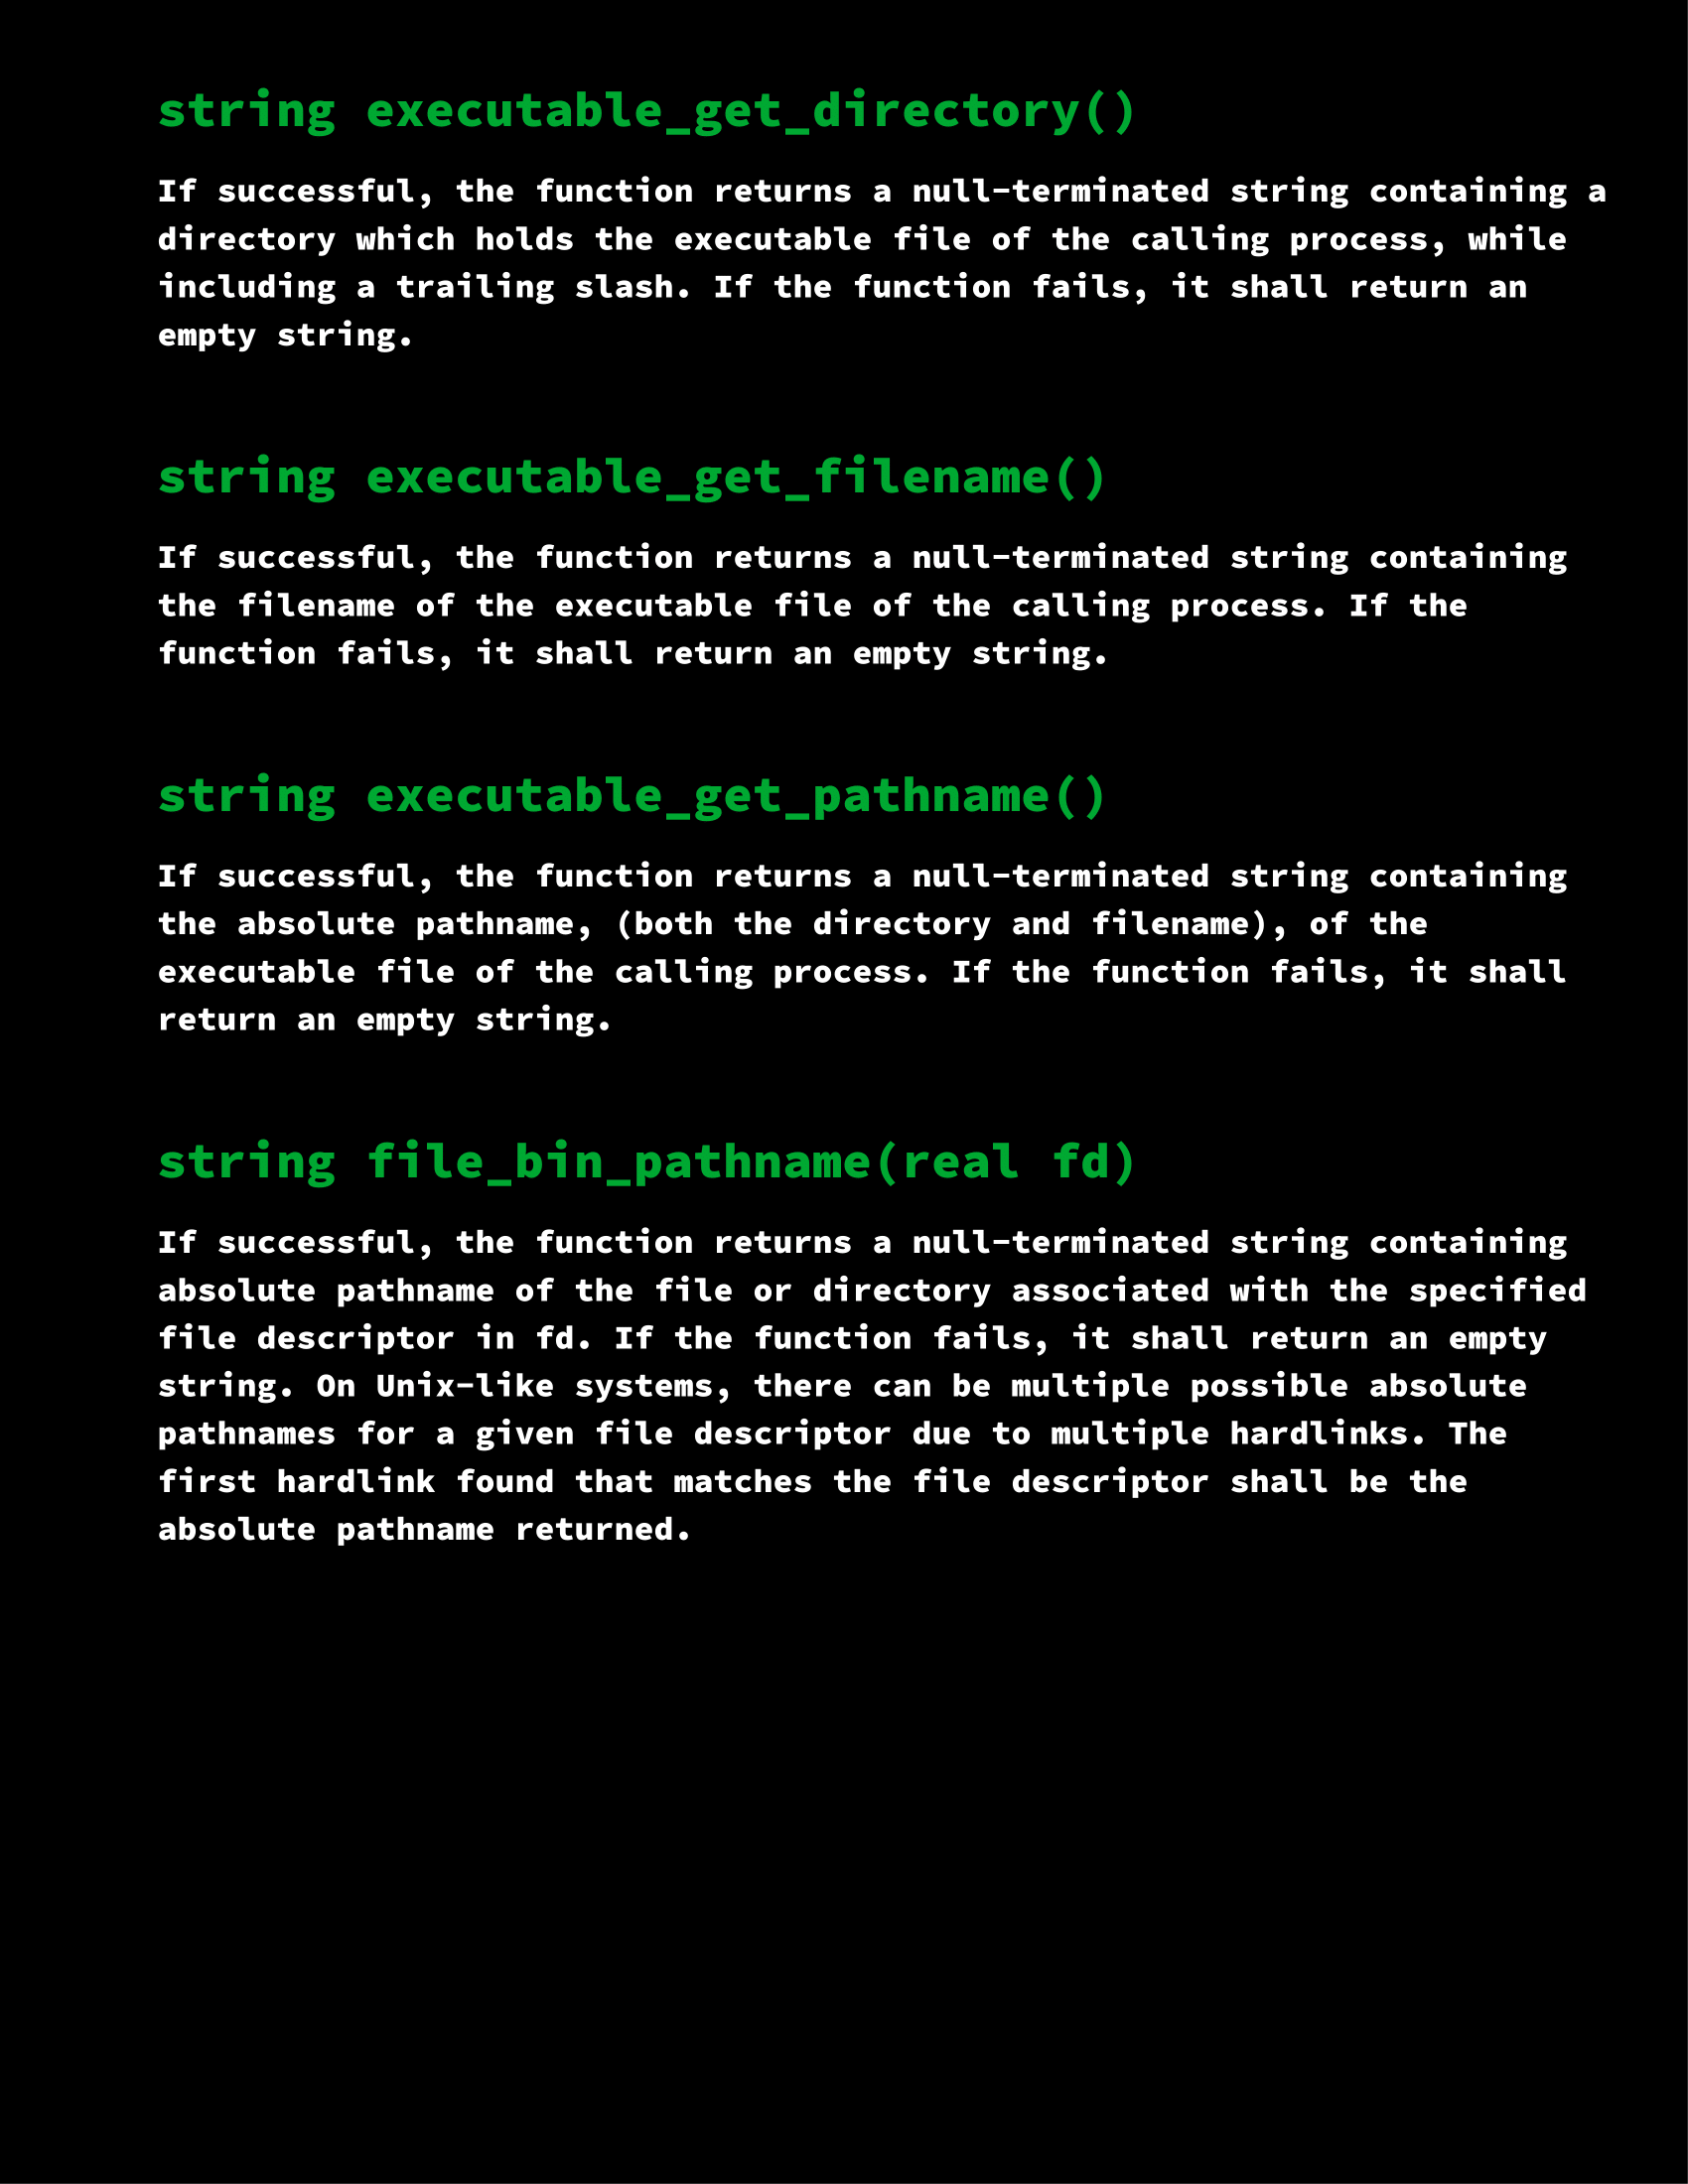 string executable_get_directory()
If successful, the function returns a null-terminated string containing a
directory which holds the executable file of the calling process, while
including a trailing slash. If the function fails, it shall return an
empty string.
string executable_get_filename()
If successful, the function returns a null-terminated string containing
the filename of the executable file of the calling process. If the
function fails, it shall return an empty string.
string executable_get_pathname()
If successful, the function returns a null-terminated string containing
the absolute pathname, (both the directory and filename), of the
executable file of the calling process. If the function fails, it shall
return an empty string.
string file_bin_pathname(real fd)
If successful, the function returns a null-terminated string containing
absolute pathname of the file or directory associated with the specified
file descriptor in fd. If the function fails, it shall return an empty
string. On Unix-like systems, there can be multiple possible absolute
pathnames for a given file descriptor due to multiple hardlinks. The
first hardlink found that matches the file descriptor shall be the
absolute pathname returned.